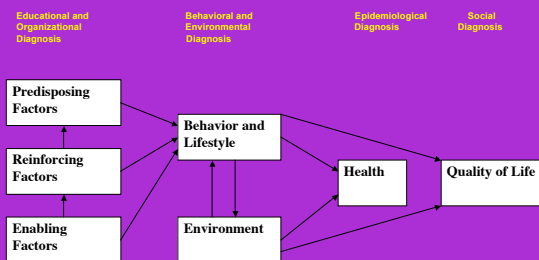 Educational and
Organizational
Diagnosis
Behavioral and
Environmental
Diagnosis
Epidemiological
Diagnosis
Social
Diagnosis
Predisposing
Factors
Reinforcing
Factors
Enabling
Factors
Behavior and
Lifestyle
Environment
Health
Quality of Life